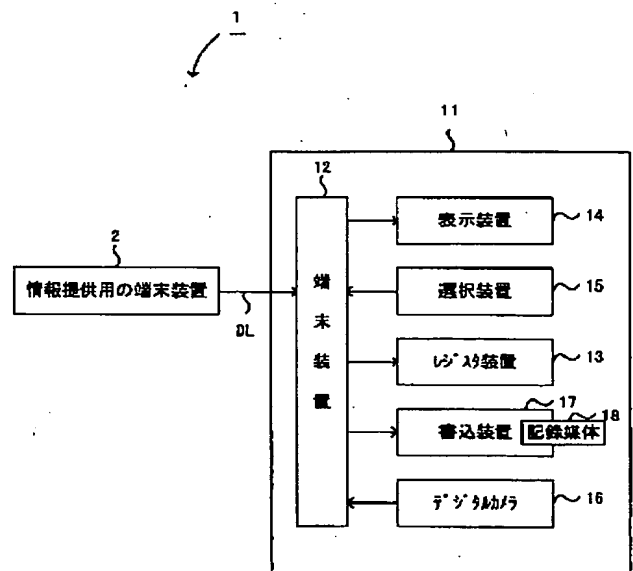 1
11
12
表示装置
14
2
情報提供用の端末装置
DL
端末装置
選択装置
15
レジスタ装置
13
17
18
書込装置
記録媒体
デジタルカメラ
16